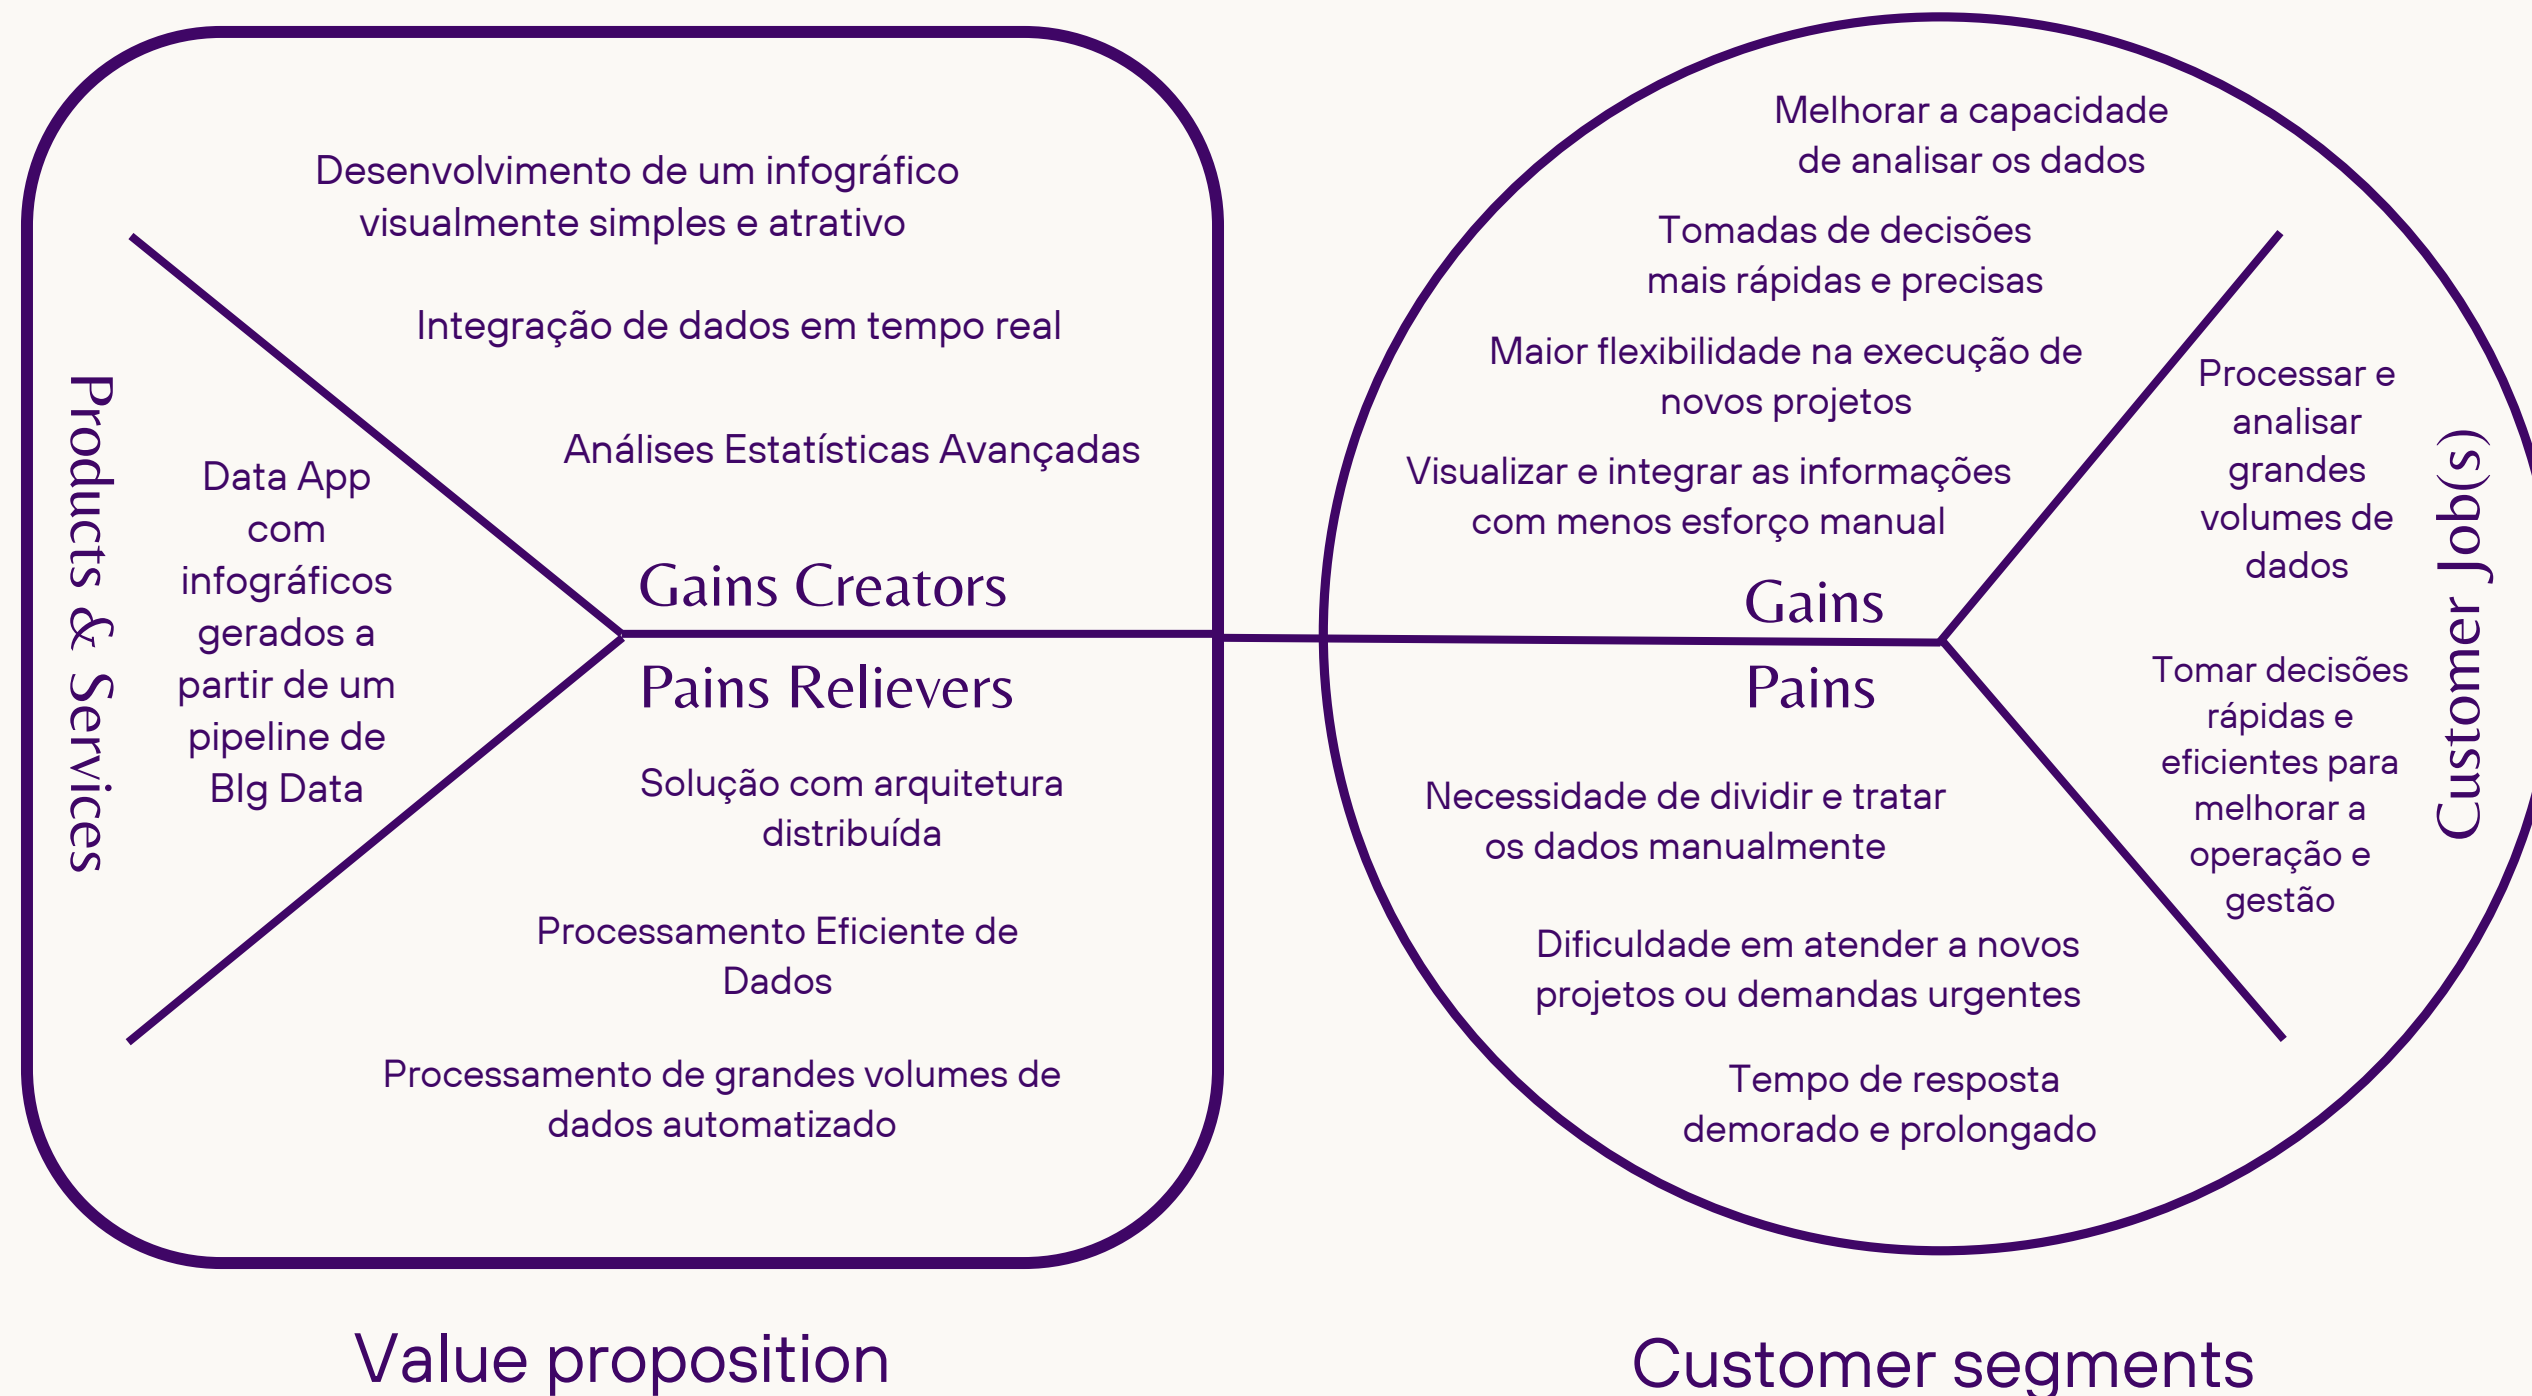 Desenvolvimento de um infográfico
visualmente simples e atrativo
Integração de dados em tempo real
Análises Estatísticas Avançadas
Gains Creators
Products & Services
Data App
com
infográficos
gerados a
partir de um
pipeline de
BIg Data
Pains Relievers
Solução com arquitetura
distribuída
Processamento Eficiente de
Dados
Processamento de grandes volumes de
dados automatizado
Value proposition
Melhorar a capacidade
de analisar os dados
Tomadas de decisões
mais rápidas e precisas
Maior flexibilidade na execução de
novos projetos
Visualizar e integrar as informações
com menos esforço manual
Gains
Pains
Necessidade de dividir e tratar
os dados manualmente
Dificuldade em atender a novos
projetos ou demandas urgentes
Tempo de resposta
demorado e prolongado
Processar e
analisar
grandes
volumes de
dados
Tomar decisões
rápidas e
eficientes para
melhorar a
operação e
gestão
Customer Job(s)
Customer segments